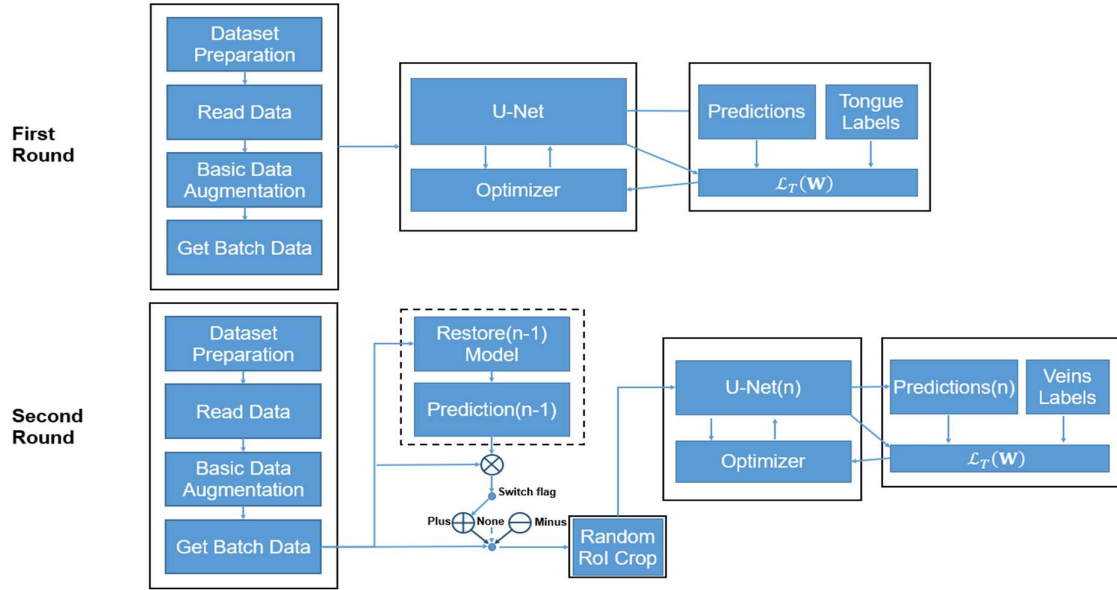 First
Round
Dataset
Preparation
Read Data
Basic Data
Augmentation
Get Batch Data
U-Net
Optimizer
Predictions
Tongue
Labels
ℒ_T(𝐖)
Second
Round
Dataset
Preparation
Read Data
Basic Data
Augmentation
Get Batch Data
Restore(n-1)
Model
Prediction(n-1)
Switch flag
Plus
None
Minus
Random
RoI Crop
U-Net(n)
Optimizer
Predictions(n)
Veins
Labels
ℒ_T(𝐖)